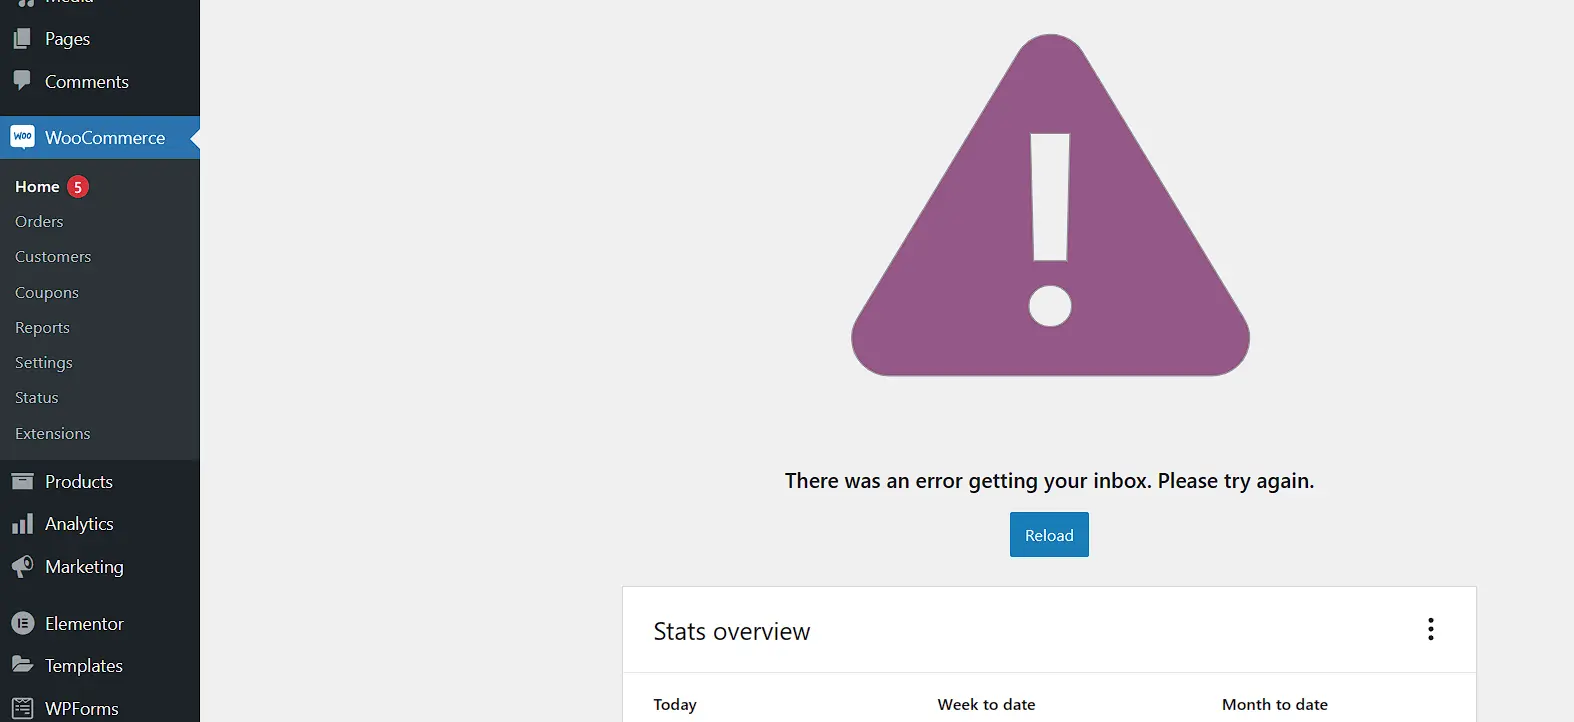 Media
Pages
Comments
Woo WooCommerce
Home 5
Orders
Customers
Coupons
Reports
Settings
Status
Extensions
Products
Analytics
Marketing
Elementor
Templates
WPForms
There was an error getting your inbox. Please try again.
Reload
Stats overview
Today Week to date Month to date